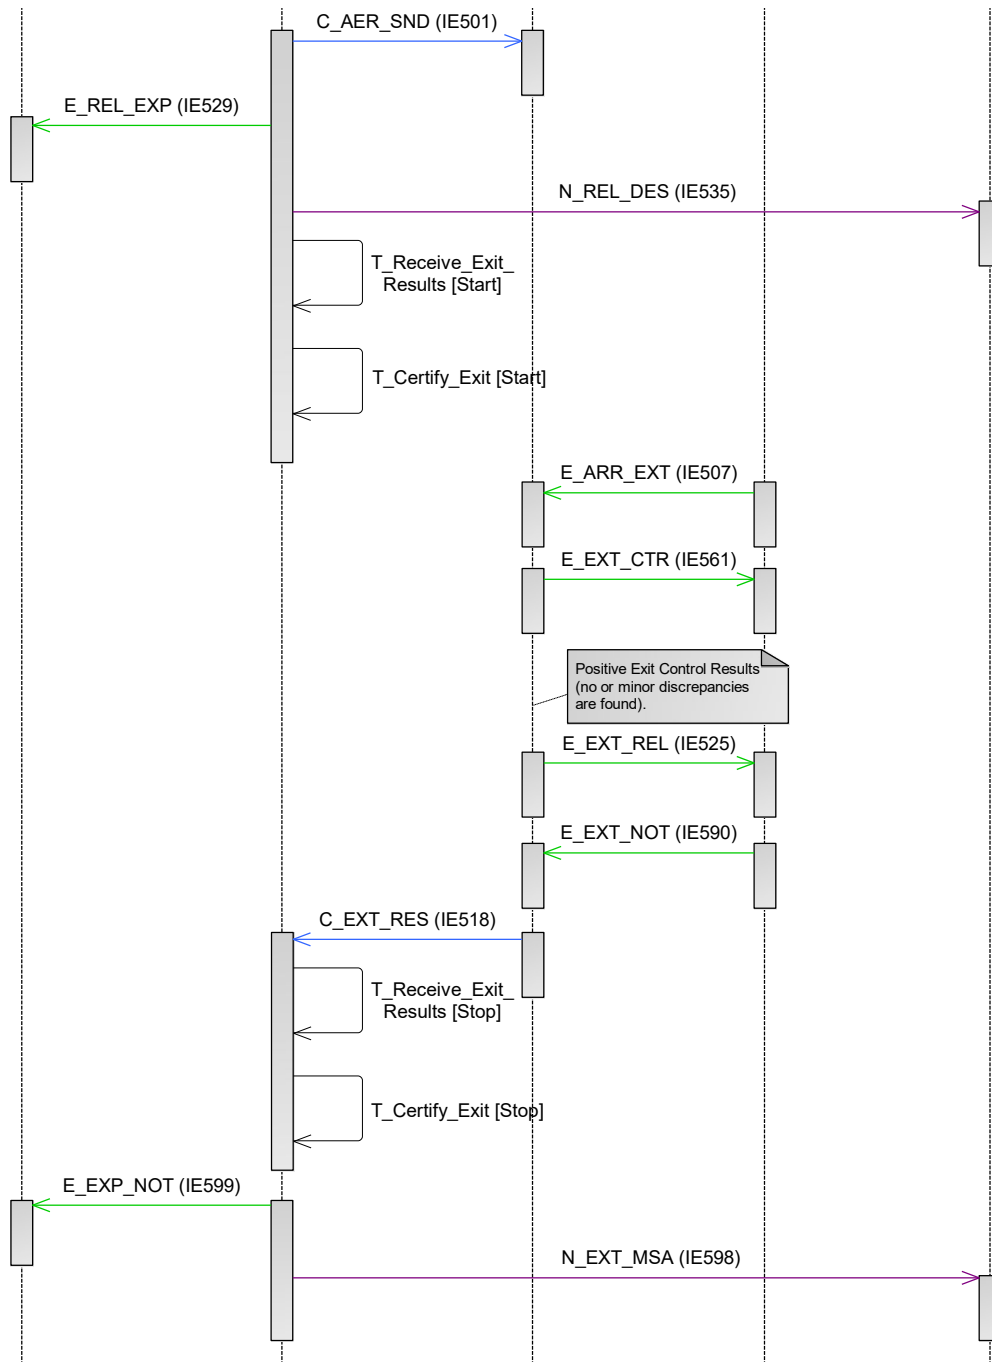 C_AER_SND (IE501)
E_REL_EXP (IE529)
N_REL_DES (IE535)
T_Receive_Exit_
Results [Start]
T_Certify_Exit [Start]
E_ARR_EXT (IE507)
E_EXT_CTR (IE561)
Positive Exit Control Results
(no or minor discrepancies
are found).
E_EXT_REL (IE525)
E_EXT_NOT (IE590)
C_EXT_RES (IE518)
T_Receive_Exit_
Results [Stop]
T_Certify_Exit [Stop]
E_EXP_NOT (IE599)
N_EXT_MSA (IE598)